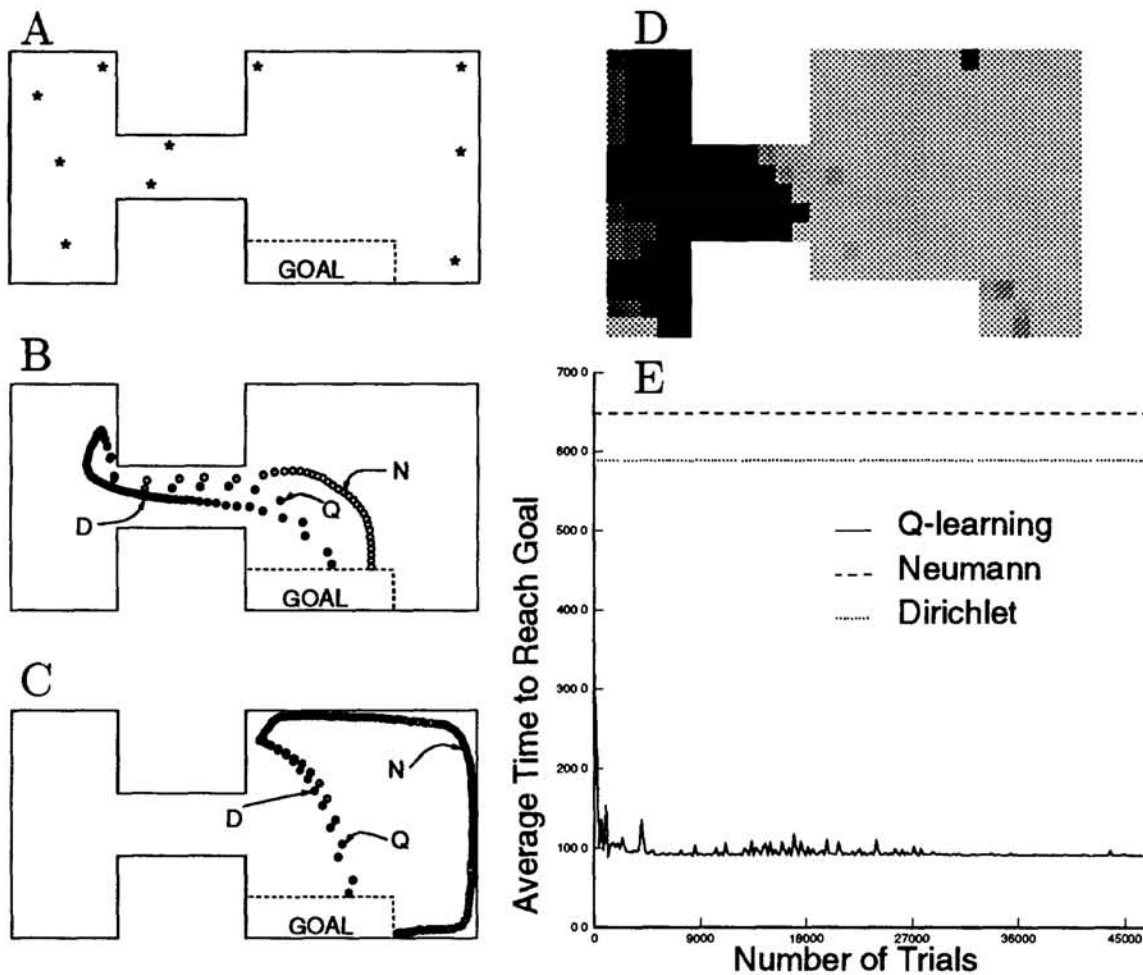 A
GOAL
B
N
Q
D
GOAL
C
N
D
Q
GOAL
D
E
700 0
600 0
500 0
400 0
300 0
200 0
100 0
00 0
Average Time to Reach Goal
Q-learning
Neumann
Dirichlet
0
9000
18000
27000
36000
45000
Number of Trials